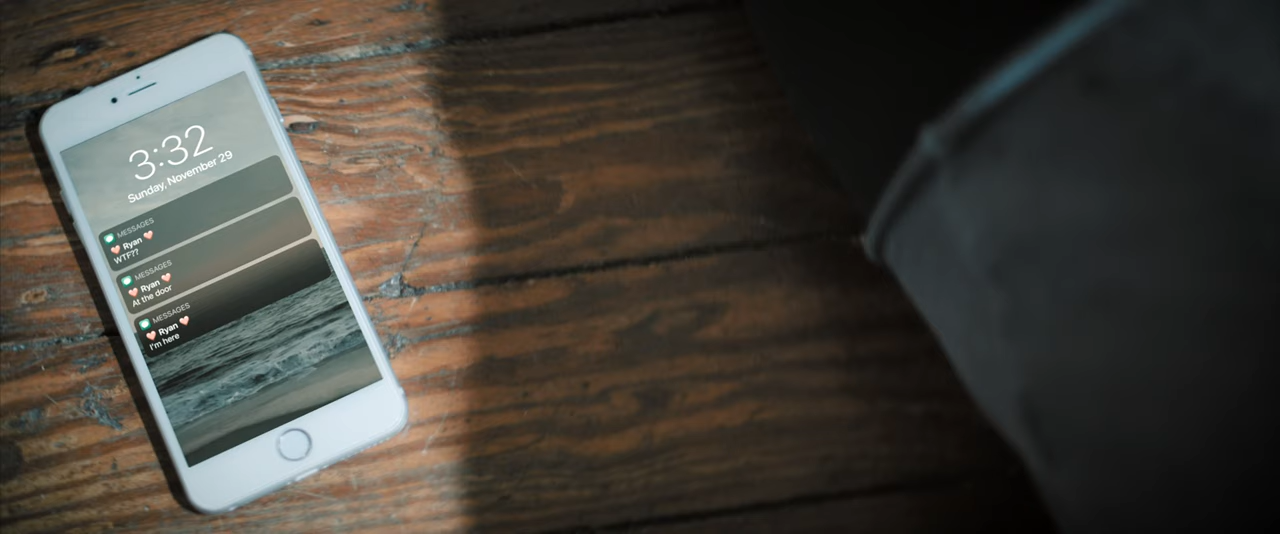 3:32
Sunday, November 29
MESSAGES
❤️ Ryan ❤️
WTF??
MESSAGES
❤️ Ryan ❤️
At the door
MESSAGES
❤️ Ryan ❤️
I'm here